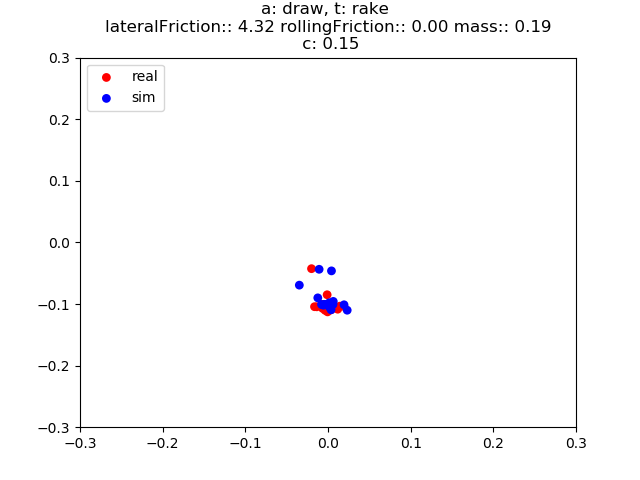 a: draw, t: rake
lateralFriction:: 4.32 rollingFriction:: 0.00 mass:: 0.19
c: 0.15
real
sim
0.3
0.2
0.1
0.0
−0.1
−0.2
−0.3
−0.3
−0.2
−0.1
0.0
0.1
0.2
0.3